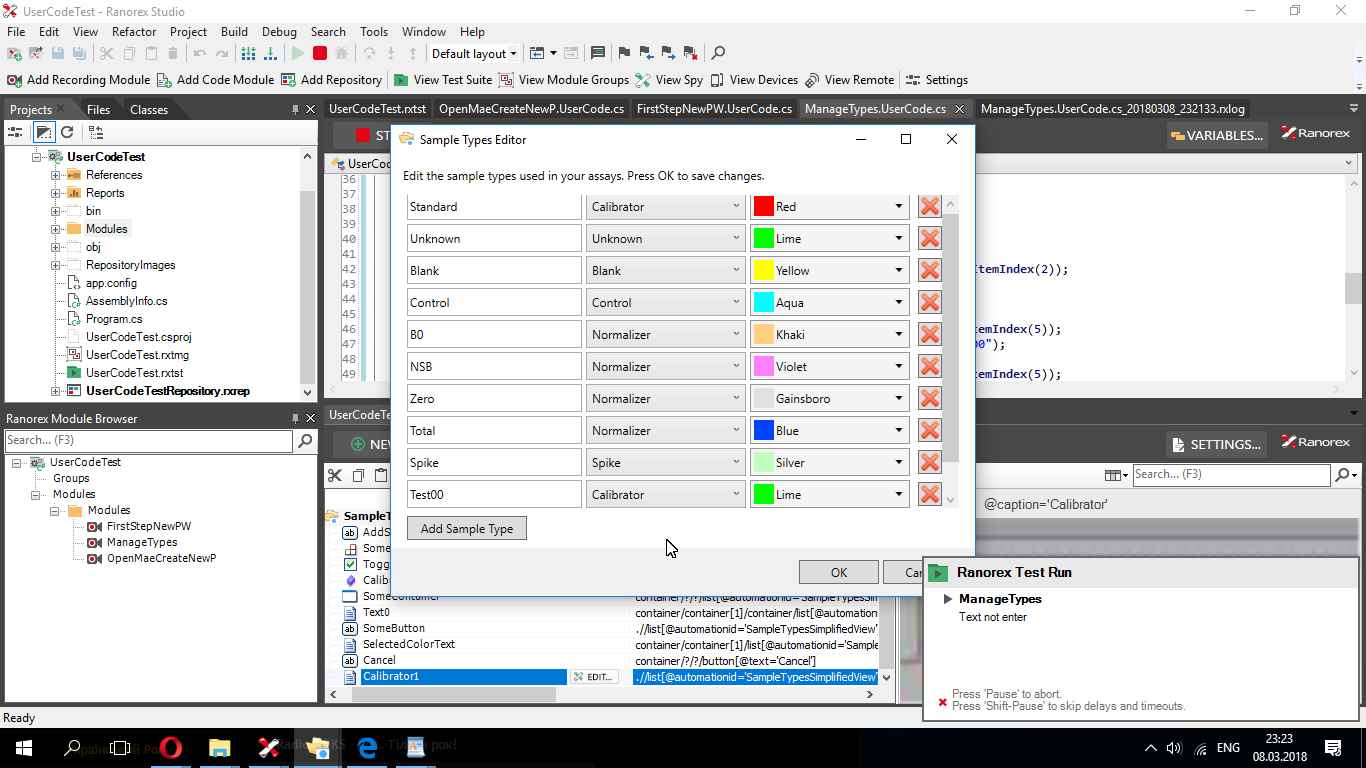 UserCodeTest - Ranorex Studio
File Edit View Refactor Project Build Debug Search Tools Window Help
Default layout
Add Recording Module Add Code Module Add Repository View Test Suite View Module Groups View Spy View Devices View Remote Settings
Projects Files Classes
UserCodeTest.rxtst OpenMaeCreateNewP.UserCode.cs FirstStepNewPW.UserCode.cs ManageTypes.UserCode.cs ManageTypes.UserCode.cs_20180308_232133.rxlog
VARIABLES... Ranorex
UserCodeTest
References
Reports
bin
Modules
obj
RepositoryImages
app.config
AssemblyInfo.cs
Program.cs
UserCodeTest.csproj
UserCodeTest.rxtmg
UserCodeTest.rxtst
UserCodeTestRepository.rxrep
36
37
38
39
40
41
42
43
44
45
46
47
48
49
temIndex(2));
emIndex(5));
0");
emIndex(5));
Sample Types Editor
Edit the sample types used in your assays. Press OK to save changes.
Standard Calibrator Red
Unknown Unknown Lime
Blank Blank Yellow
Control Control Aqua
B0 Normalizer Khaki
NSB Normalizer Violet
Zero Normalizer Gainsboro
Total Normalizer Blue
Spike Spike Silver
Test00 Calibrator Lime
Add Sample Type
OK
Ranorex Module Browser
Search... (F3)
UserCodeTest
Groups
Modules
Modules
FirstStepNewPW
ManageTypes
OpenMaeCreateNewP
SETTINGS... Ranorex
Search... (F3)
@caption='Calibrator'
SomeContainer container/?/?/list[@automationid='SampleTypesSim
Text0 container/container[1]/container/list[@automation
SomeButton .//list[@automationid='SampleTypesSimplifiedView'
SelectedColorText container/container[1]/list[@automationid='Sample
Cancel container/?/?/button[@text='Cancel']
Calibrator1 EDIT... .//list[@automationid='SampleTypesSimplifiedView'
Ranorex Test Run
ManageTypes
Text not enter
Press 'Pause' to abort.
Press 'Shift-Pause' to skip delays and timeouts.
Ready
ENG
23:23
08.03.2018